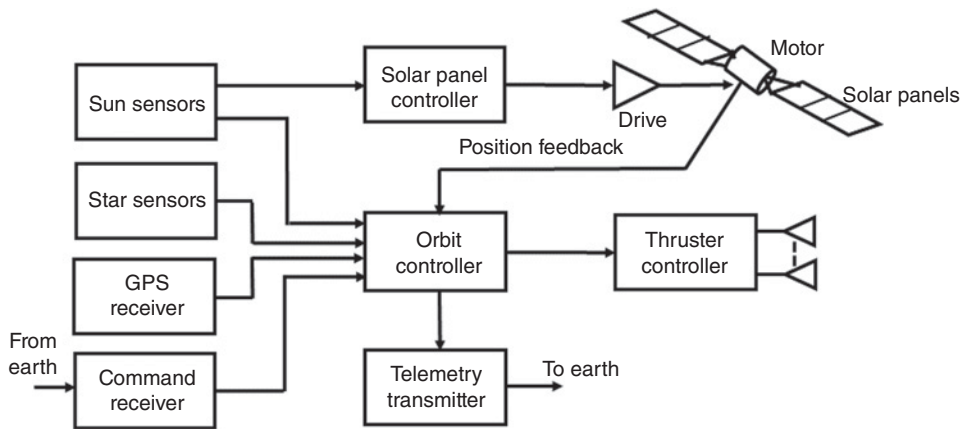 Sun sensors
Solar panel
controller
Drive
Motor
Solar panels
Position feedback
Star sensors
Orbit
controller
Thruster
controller
GPS
receiver
From
earth
Command
receiver
Telemetry
transmitter
To earth